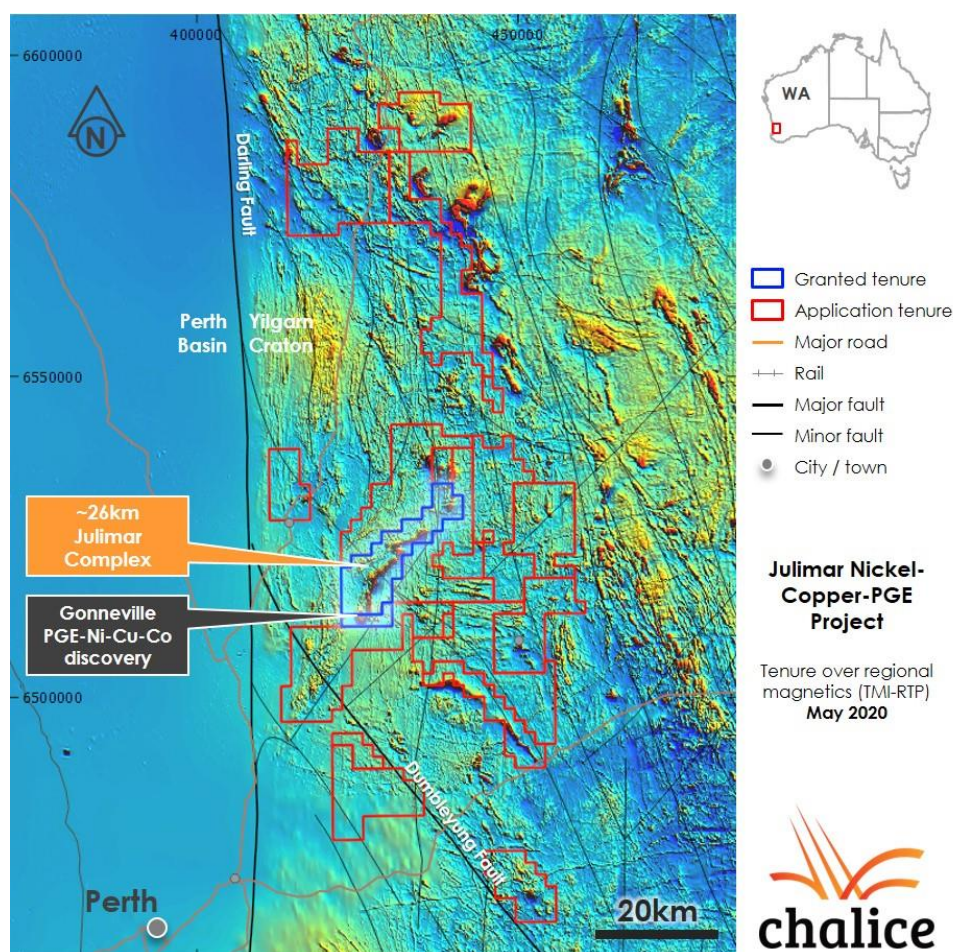 400000
450000
6600000
N
Darling Fault
Perth Basin
Yilgarn Craton
6550000
~26km
Julimar
Complex
Gonneville
PGE-Ni-Cu-Co
discovery
6500000
Dumbleyung Fault
Perth
20km
WA
Granted tenure
Application tenure
Major road
Rail
Major fault
Minor fault
City / town
Julimar Nickel-
Copper-PGE
Project
Tenure over regional
magnetics (TMI-RTP)
May 2020
chalice